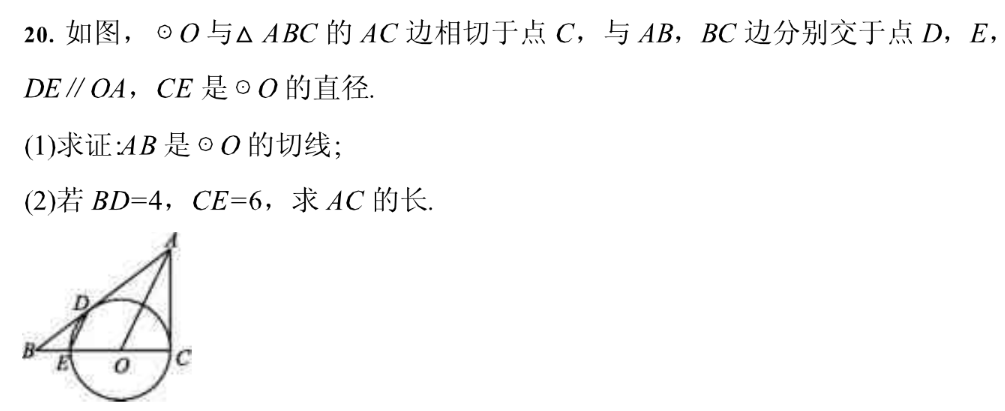 20. 如图，⊙O与△ABC的AC边相切于点C，与AB，BC边分别交于点D，E，
DE∥OA，CE是⊙O的直径.
(1)求证:AB是⊙O的切线;
(2)若BD=4，CE=6，求AC的长.
A
D
B
E
O
C